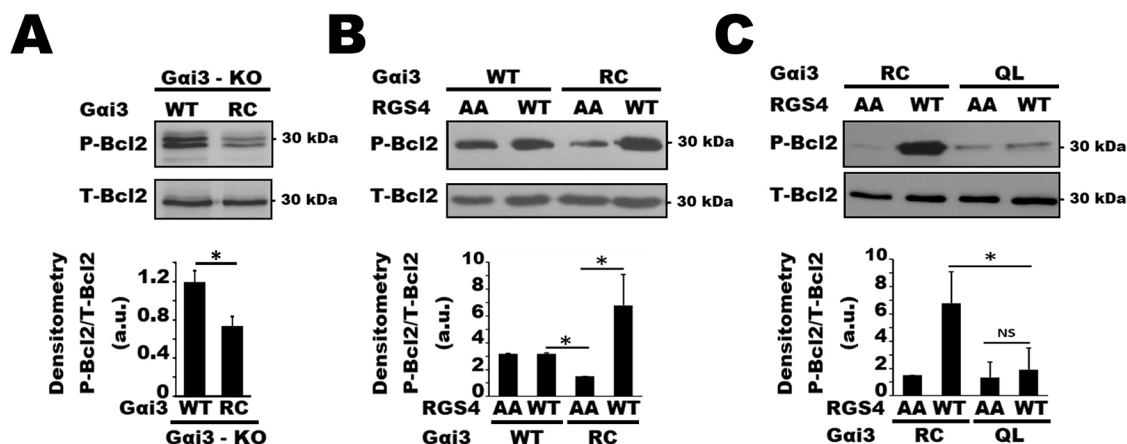 A
Gαi3 - KO
Gαi3 WT RC
P-Bcl2 30 kDa
T-Bcl2 30 kDa
Densitometry
P-Bcl2/T-Bcl2
(a.u.)
1.2
0.8
0.4
0
*
Gαi3 WT RC
Gαi3 - KO
B
Gαi3 WT RC
RGS4 AA WT AA WT
P-Bcl2 30 kDa
T-Bcl2 30 kDa
Densitometry
P-Bcl2/T-Bcl2
(a.u.)
10
8
6
4
2
0
* *
RGS4 AA WT AA WT
Gαi3 WT RC
C
Gαi3 RC QL
RGS4 AA WT AA WT
P-Bcl2 30 kDa
T-Bcl2 30 kDa
Densitometry
P-Bcl2/T-Bcl2
(a.u.)
10
8
6
4
2
0
*
NS
RGS4 AA WT AA WT
Gαi3 RC QL